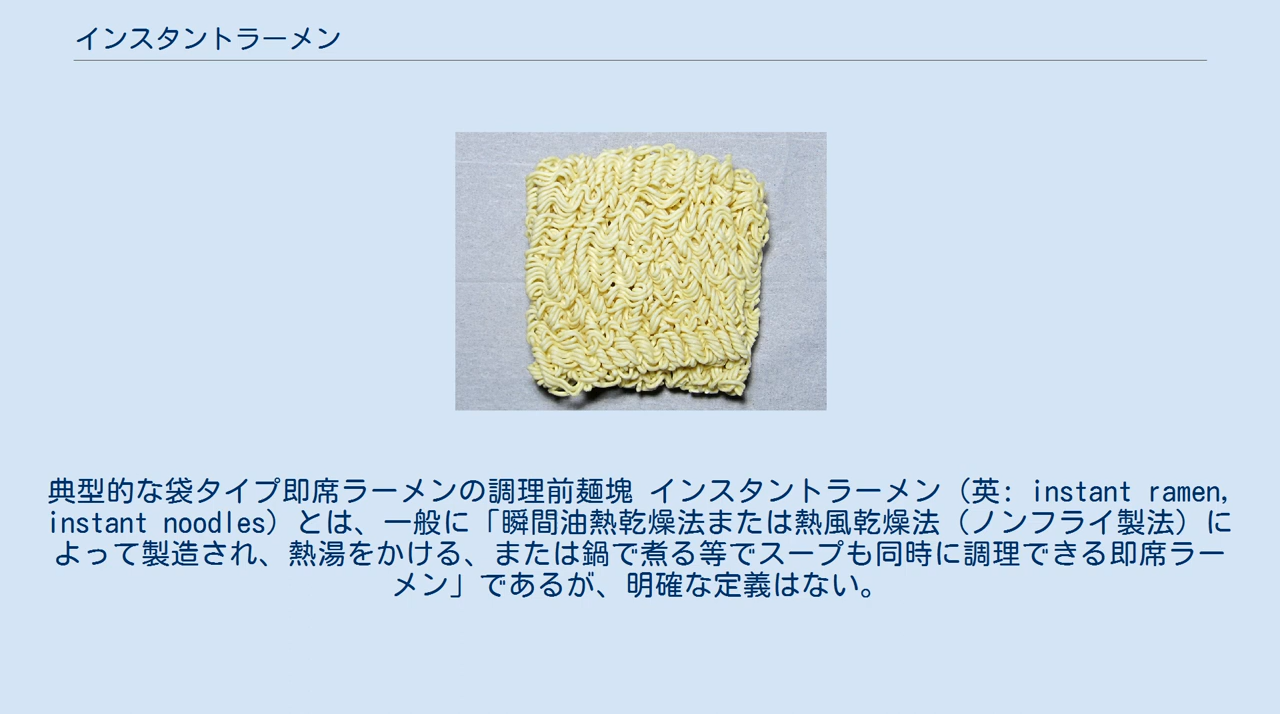 インスタントラーメン
典型的な袋タイプ即席ラーメンの調理前麺塊 インスタントラーメン（英: instant ramen,
instant noodles）とは、一般に「瞬間油熱乾燥法または熱風乾燥法（ノンフライ製法）に
よって製造され、熱湯をかける、または鍋で煮る等でスープも同時に調理できる即席ラー
メン」であるが、明確な定義はない。